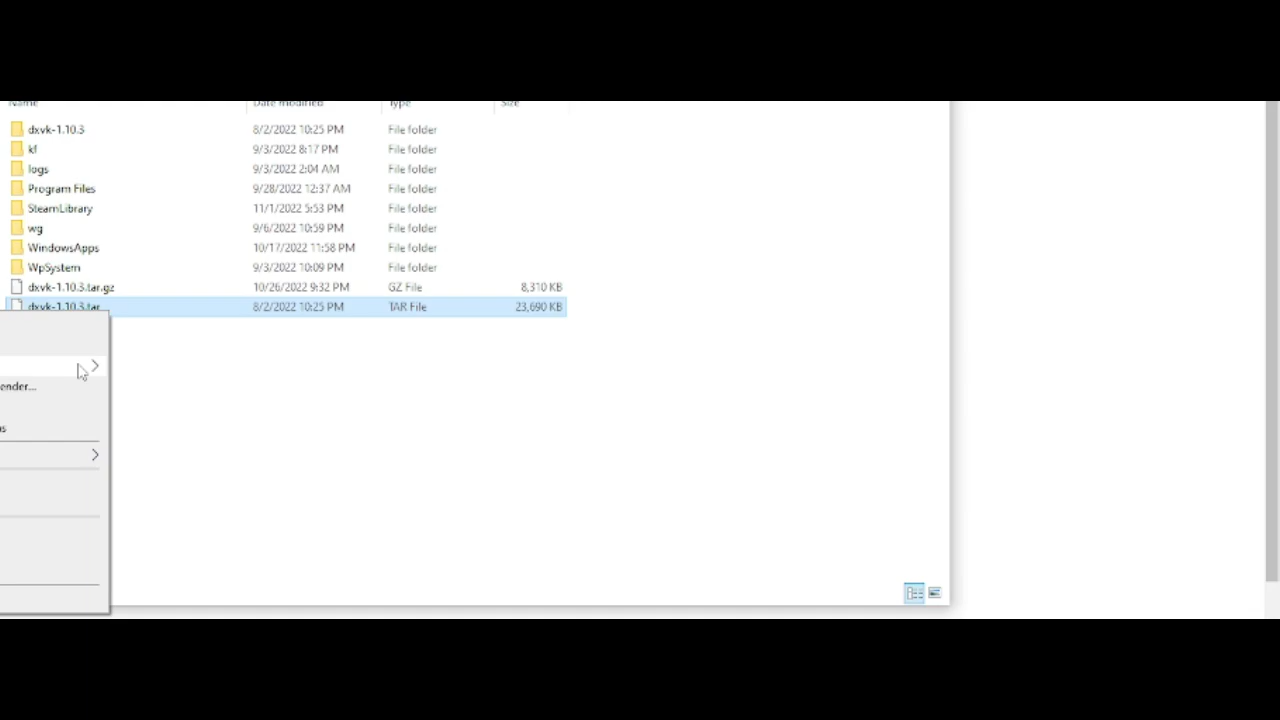 Name Date modified Type Size
dxvk-1.10.3 8/2/2022 10:25 PM File folder
kf 9/3/2022 8:17 PM File folder
logs 9/3/2022 2:04 AM File folder
Program Files 9/28/2022 12:37 AM File folder
SteamLibrary 11/1/2022 5:53 PM File folder
wg 9/6/2022 10:59 PM File folder
WindowsApps 10/17/2022 11:58 PM File folder
WpSystem 9/3/2022 10:09 PM File folder
dxvk-1.10.3.tar.gz 10/26/2022 9:32 PM GZ File 8,310 KB
dxvk-1.10.3.tar 8/2/2022 10:25 PM TAR File 23,690 KB
ender...
ns